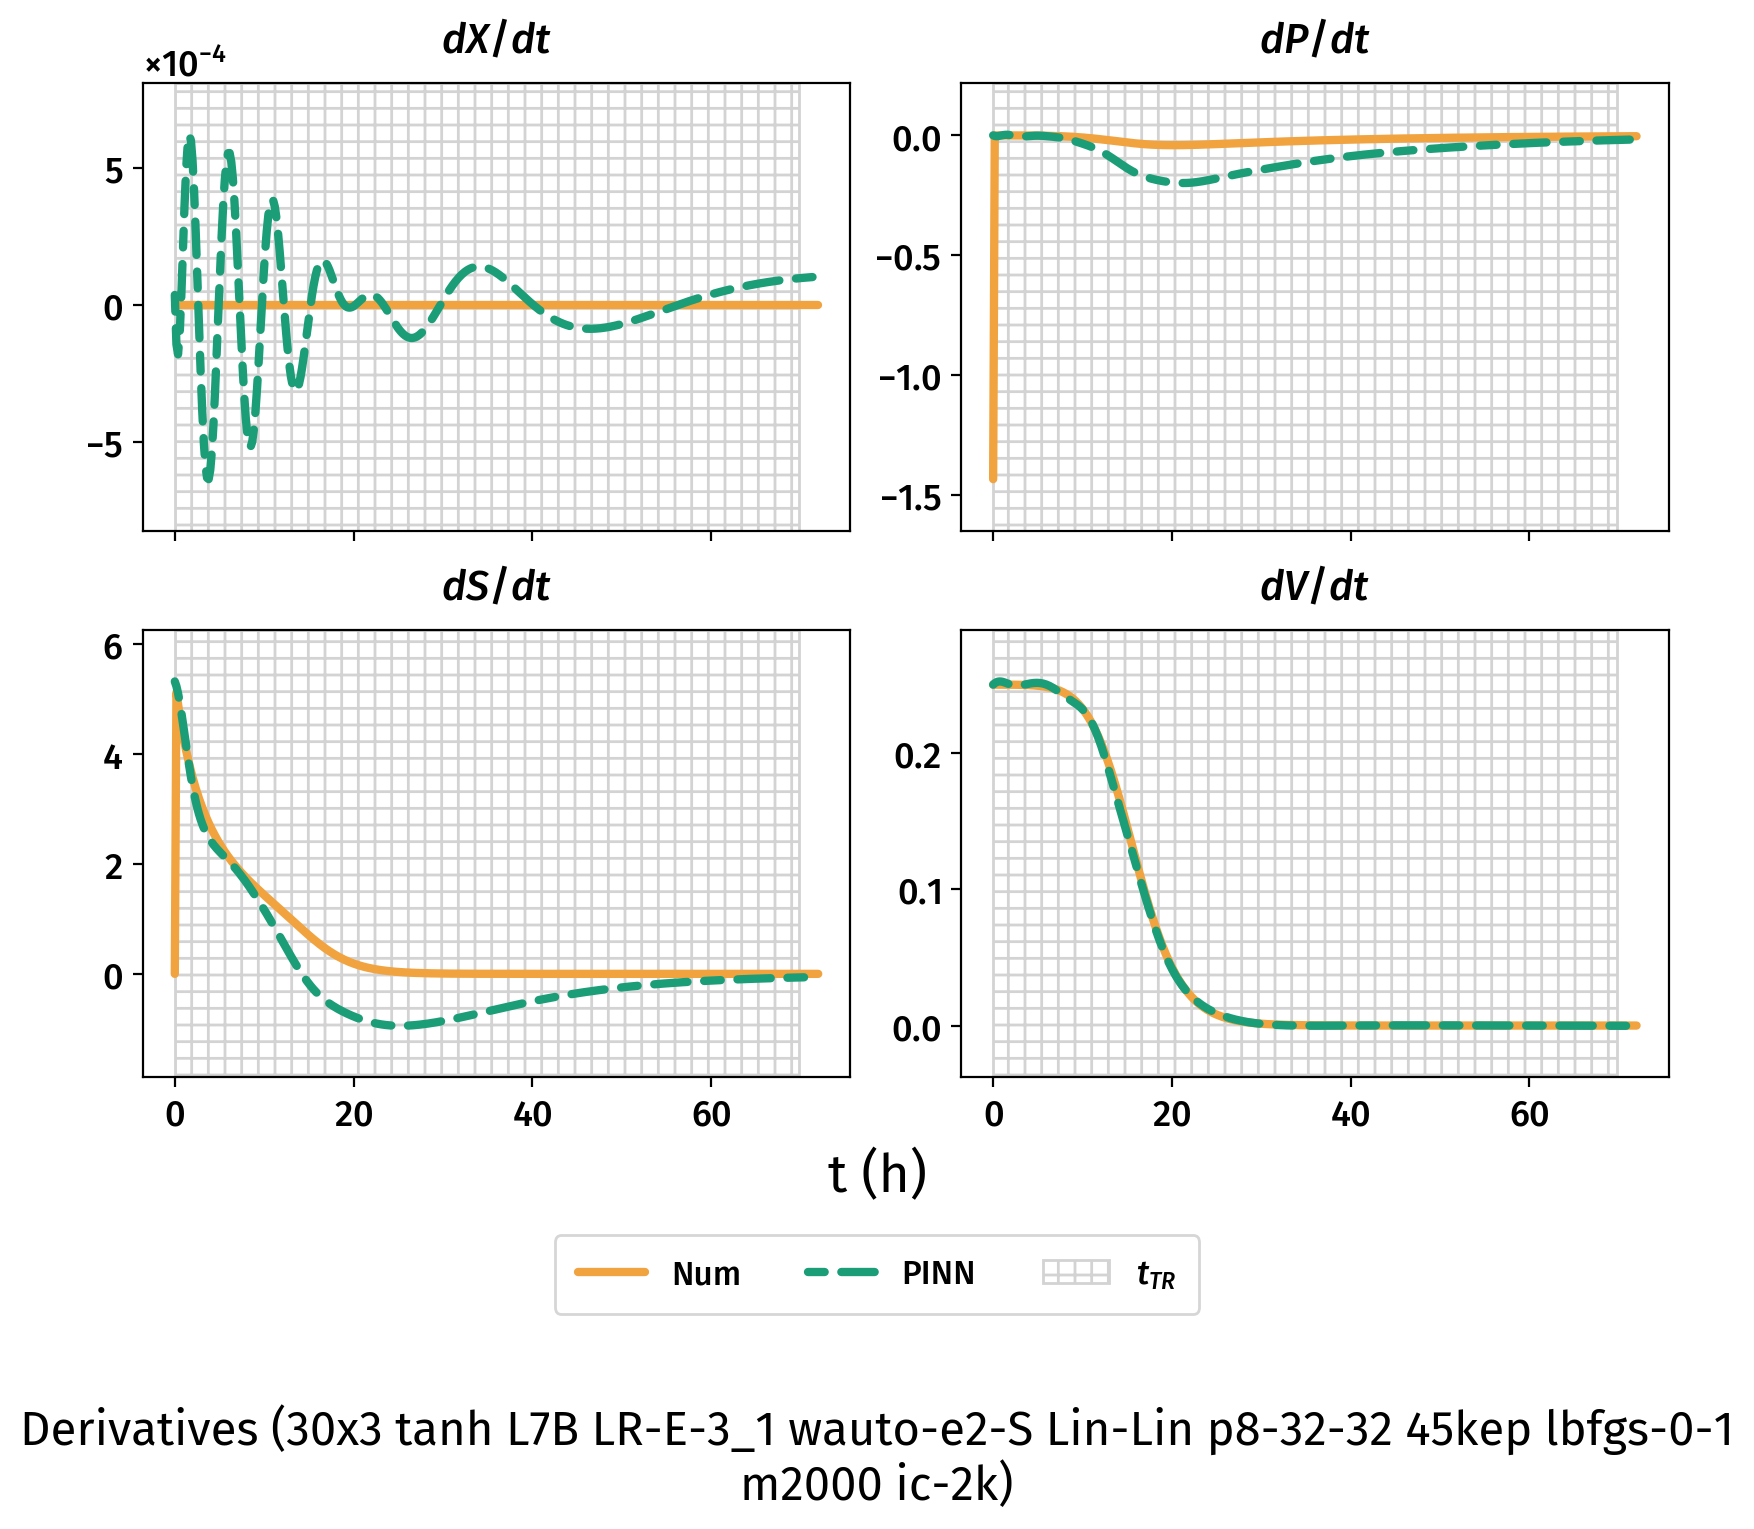 dX/dt
dP/dt
×10⁻⁴
5
0
−5
0.0
−0.5
−1.0
−1.5
dS/dt
dV/dt
6
4
2
0
0.2
0.1
0.0
0 20 40 60
0 20 40 60
t (h)
Num PINN t_TR
Derivatives (30x3 tanh L7B LR-E-3_1 wauto-e2-S Lin-Lin p8-32-32 45kep lbfgs-0-1
m2000 ic-2k)